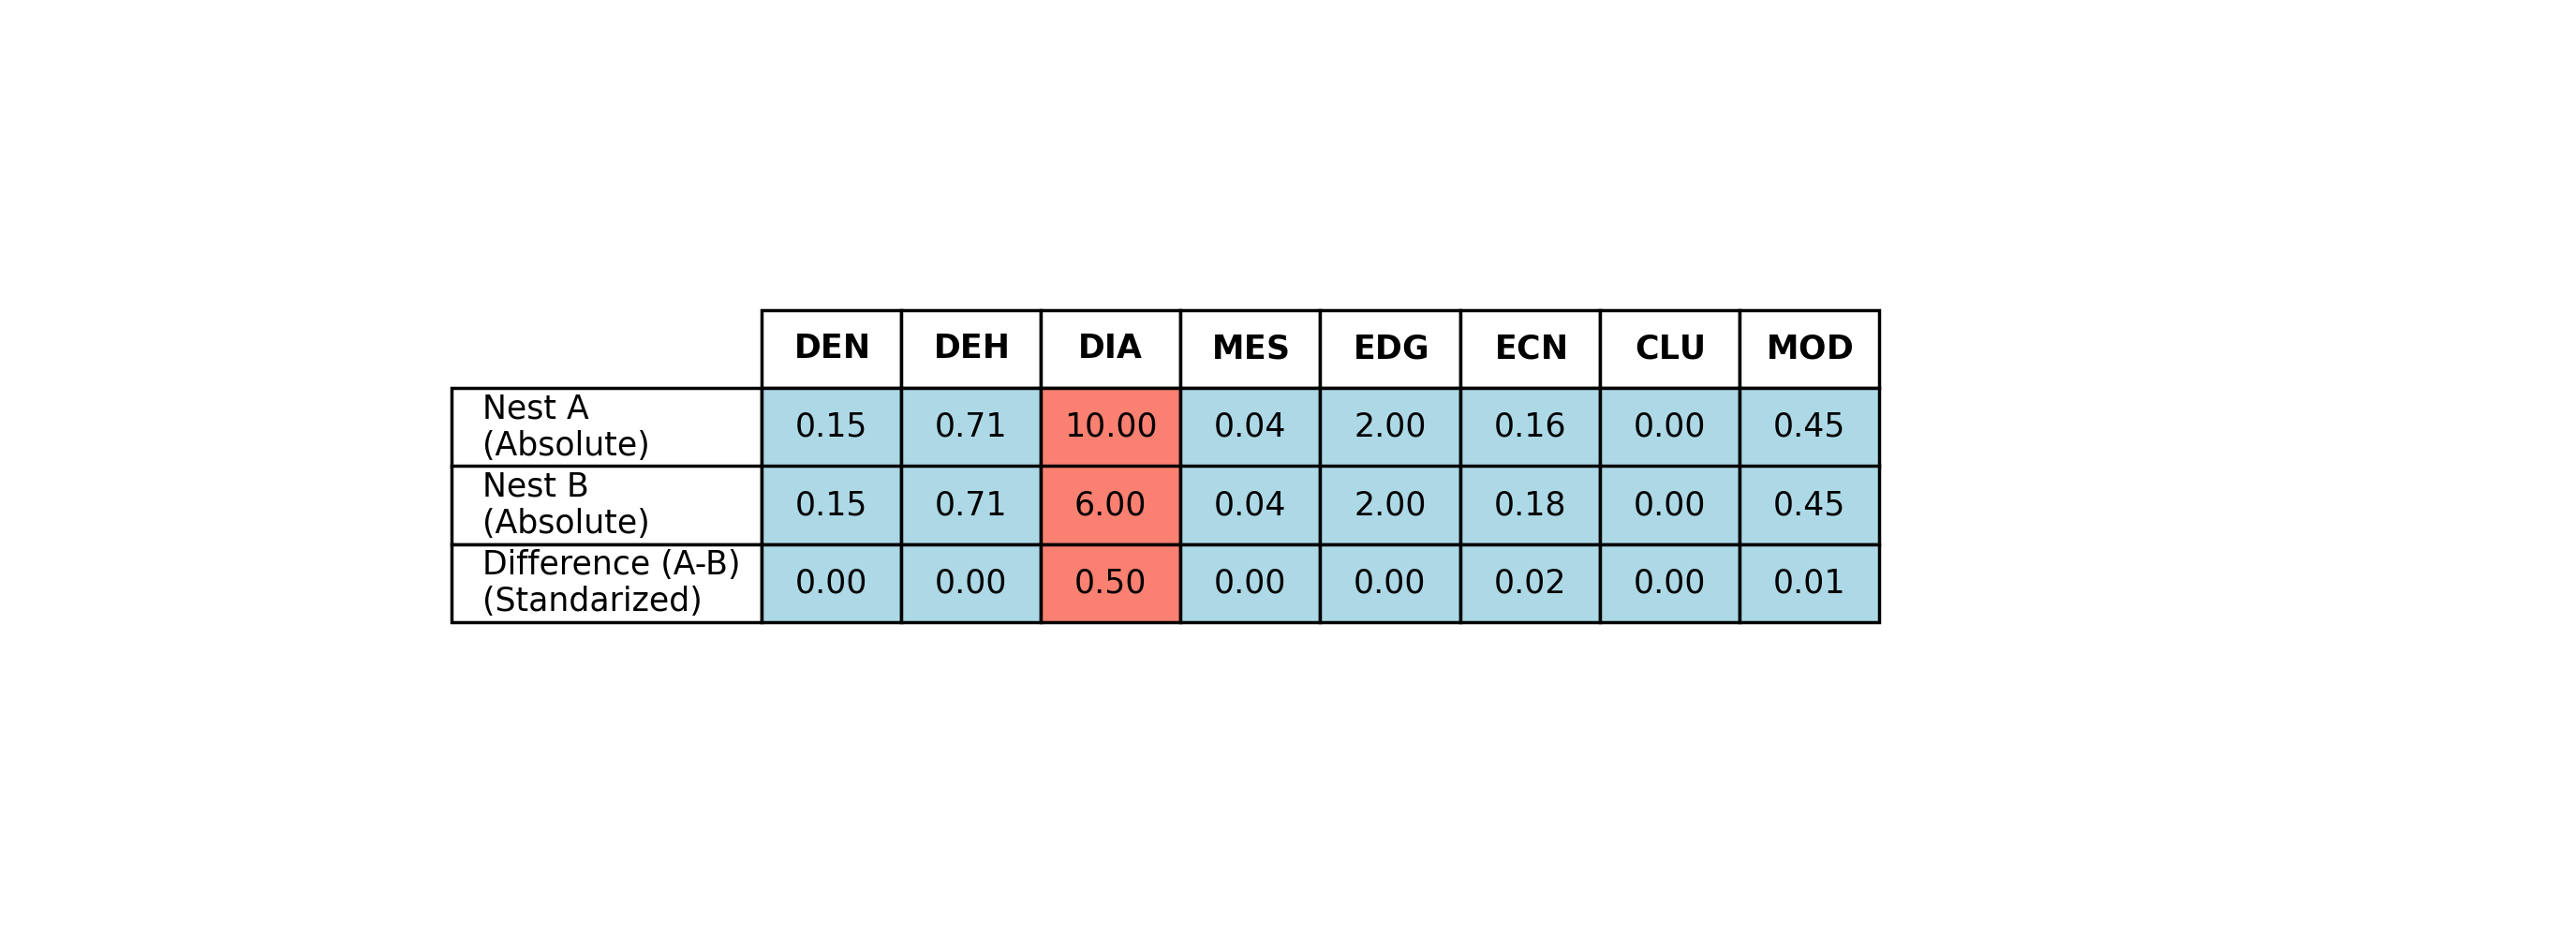 DEN DEH DIA MES EDG ECN CLU MOD
Nest A
(Absolute) 0.15 0.71 10.00 0.04 2.00 0.16 0.00 0.45
Nest B
(Absolute) 0.15 0.71 6.00 0.04 2.00 0.18 0.00 0.45
Difference (A-B)
(Standarized) 0.00 0.00 0.50 0.00 0.00 0.02 0.00 0.01